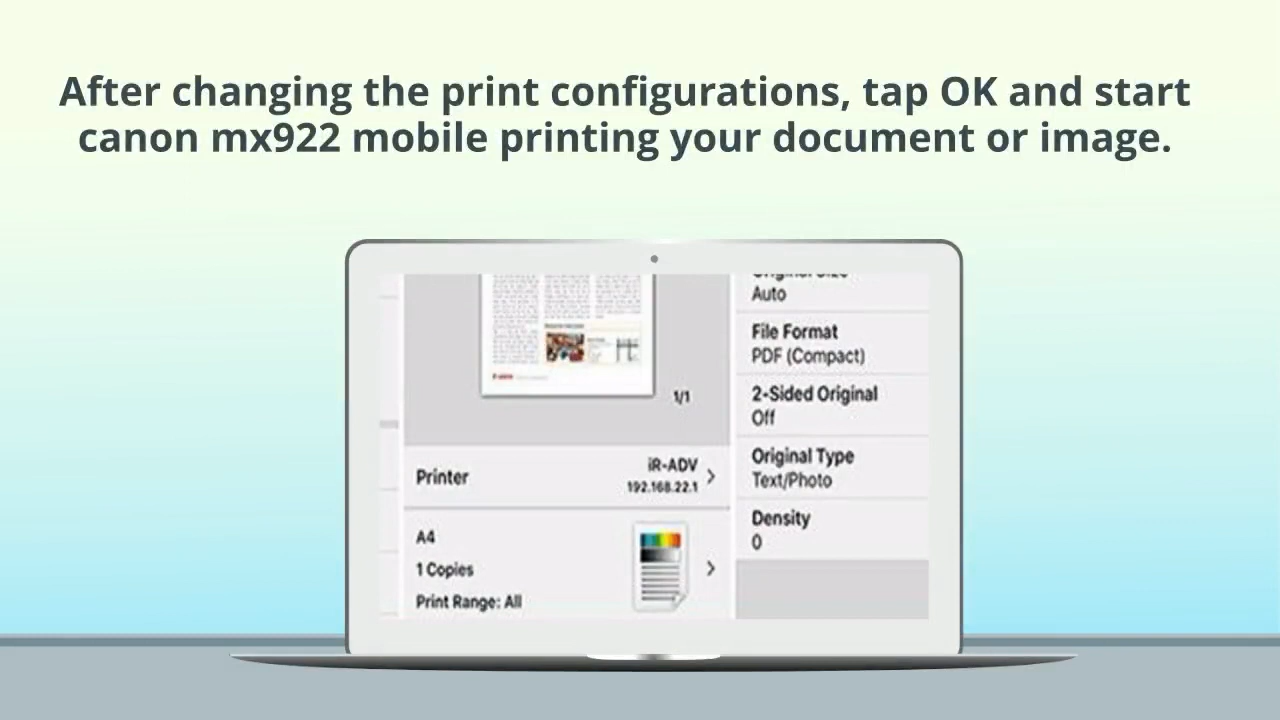 After changing the print configurations, tap OK and start
canon mx922 mobile printing your document or image.
Auto
File Format
PDF (Compact)
1/1
2-Sided Original
Off
Original Type
Text/Photo
Printer
iR-ADV
192.168.22.1
Density
0
A4
1 Copies
Print Range: All